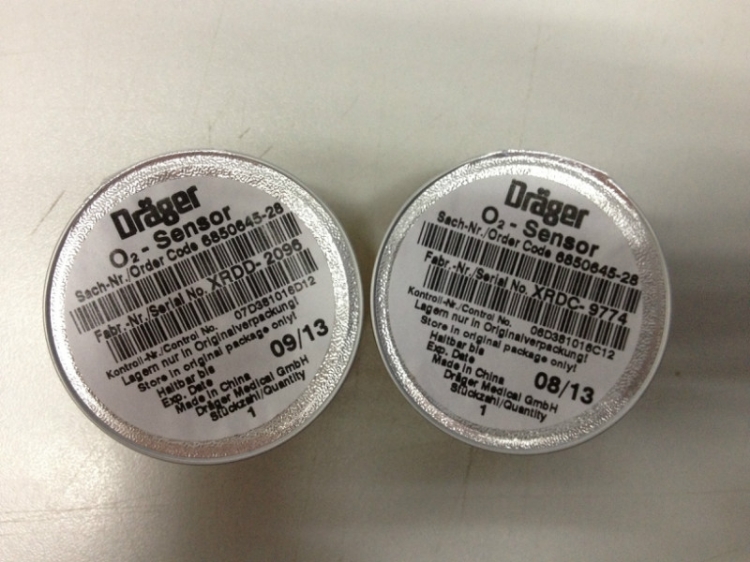 Dräger
O₂ - Sensor
Sach-Nr./Order Code 6850645-28
Fabr.-Nr./Serial No. XRDD- 2096
Kontroll-Nr./Control No. 07D381016D12
Lagern nur in Originalverpackung!
Store in original package only!
Haltbar bis
Exp. Date 09/13
Made in China
Dräger Medical GmbH
Stückzahl/Quantity
1
Dräger
O₂ - Sensor
Sach-Nr./Order Code 6850645-28
Fabr.-Nr./Serial No. XRDC- 9774
Kontroll-Nr./Control No. 06D381016C12
Lagern nur in Originalverpackung!
Store in original package only!
Haltbar bis
Exp. Date 08/13
Made in China
Dräger Medical GmbH
Stückzahl/Quantity
1